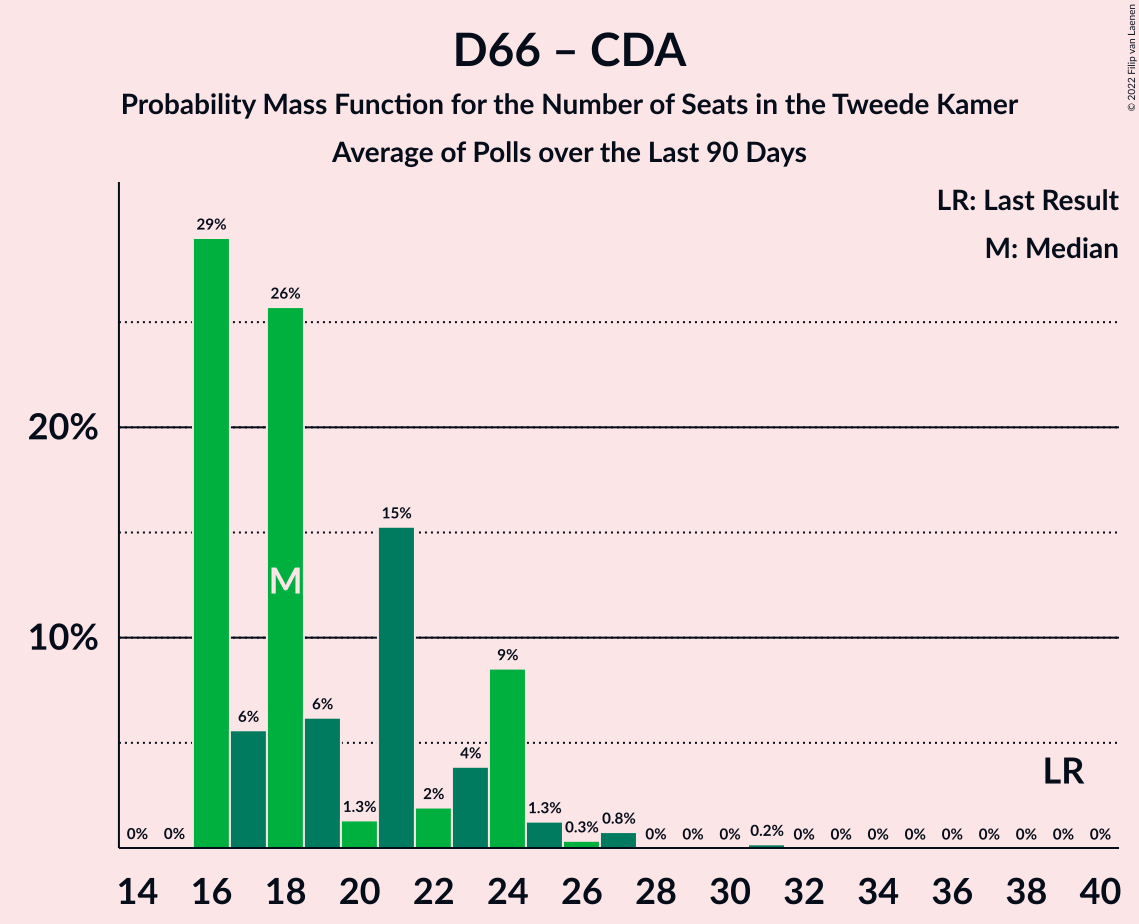 D66 – CDA
Probability Mass Function for the Number of Seats in the Tweede Kamer
Average of Polls over the Last 90 Days
© 2022 Filip van Laenen
LR: Last Result
M: Median
29%
26%
20%
15%
M
10%
9%
6%
6%
4%
LR
2%
1.3%
1.3%
0.8%
0.3%
0.2%
0% 0% 0% 0% 0% 0% 0% 0% 0% 0% 0% 0% 0% 0%
14 16 18 20 22 24 26 28 30 32 34 36 38 40